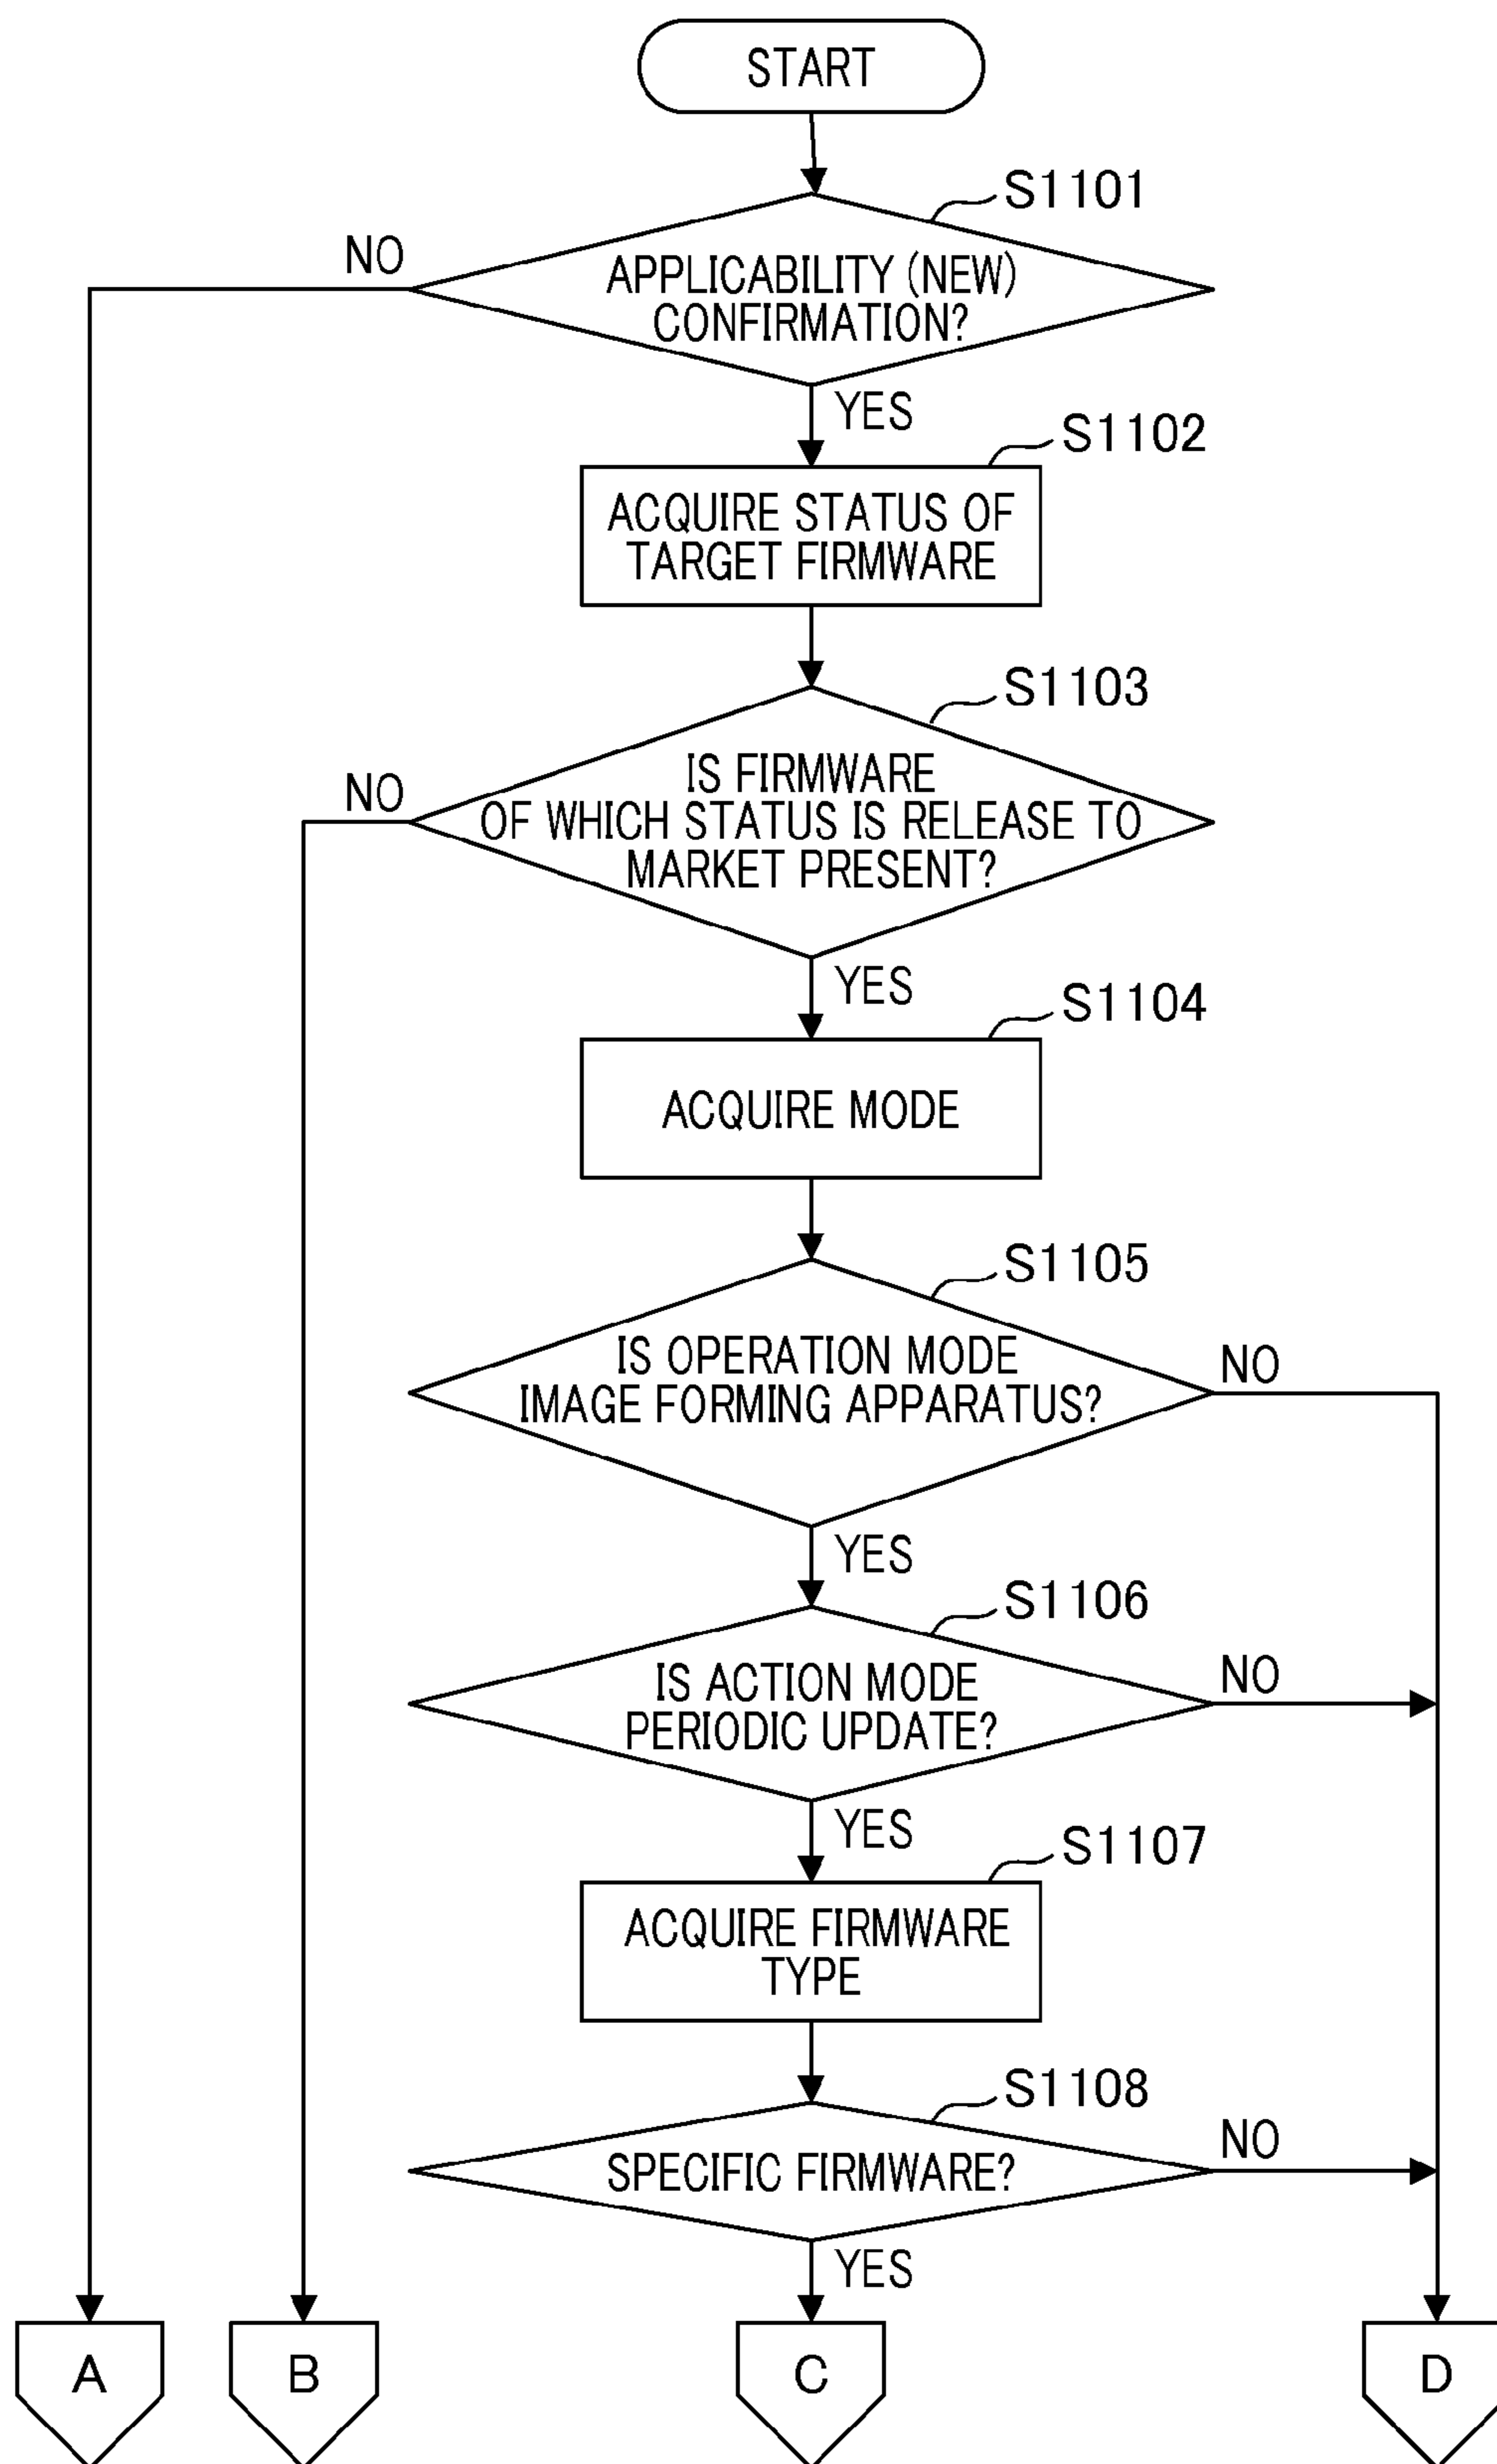 START
S1101
NO
APPLICABILITY (NEW)
CONFIRMATION?
YES
S1102
ACQUIRE STATUS OF
TARGET FIRMWARE
S1103
NO
IS FIRMWARE
OF WHICH STATUS IS RELEASE TO
MARKET PRESENT?
YES
S1104
ACQUIRE MODE
S1105
IS OPERATION MODE
IMAGE FORMING APPARATUS?
NO
YES
S1106
IS ACTION MODE
PERIODIC UPDATE?
NO
YES
S1107
ACQUIRE FIRMWARE
TYPE
S1108
SPECIFIC FIRMWARE?
NO
YES
A
B
C
D